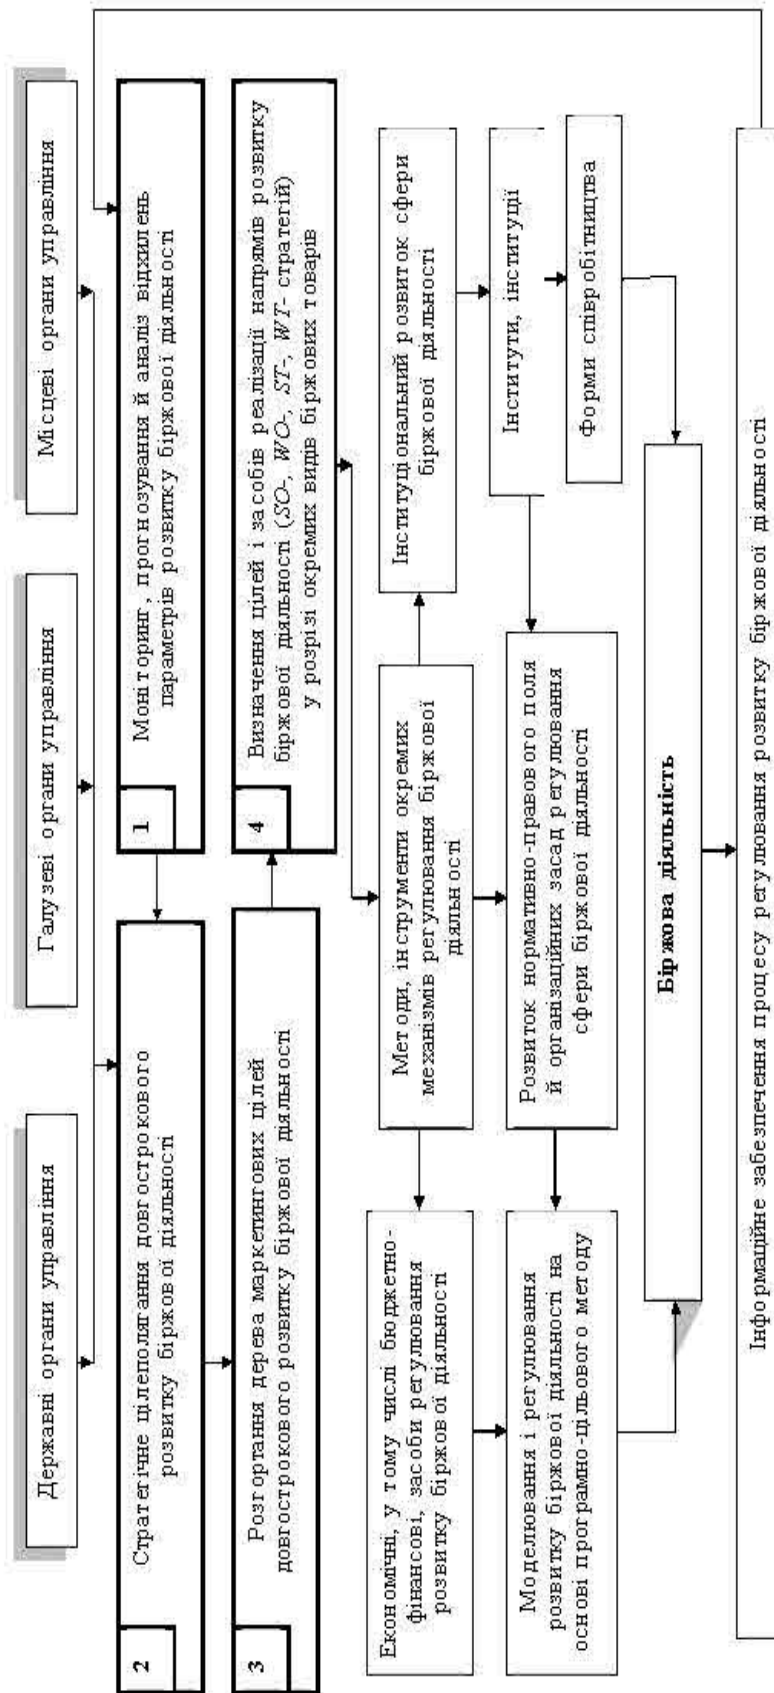 Державні органи управління
Галузеві органи управління
Місцеві органи управління
2
Стратегічне цілеполягання довгострокового
розвитку біржової діяльності
1
Моніторинг, прогнозування й аналіз відхилень
параметрів розвитку біржової діяльності
3
Розгортання дерева маркетингових цілей
довгострокового розвитку біржової діяльності
4
Визначення цілей і засобів реалізації напрямів розвитку
біржової діяльності (SO-, WO-, ST-, WT- стратегій)
у розрізі окремих видів біржових товарів
Економічні, у тому числі бюджетно-
фінансові, засоби регулювання
розвитку біржової діяльності
Методи, інструменти окремих
механізмів регулювання біржової
діяльності
Інституціональний розвиток сфери
біржової діяльності
Моделювання і регулювання
розвитку біржової діяльності на
основі програмно-цільового методу
Розвиток нормативно-правового поля
й організаційних засад регулювання
сфери біржової діяльності
Інститути, інституції
Форми співробітництва
Біржова діяльність
Інформаційне забезпечення процесу регулювання розвитку біржової діяльності